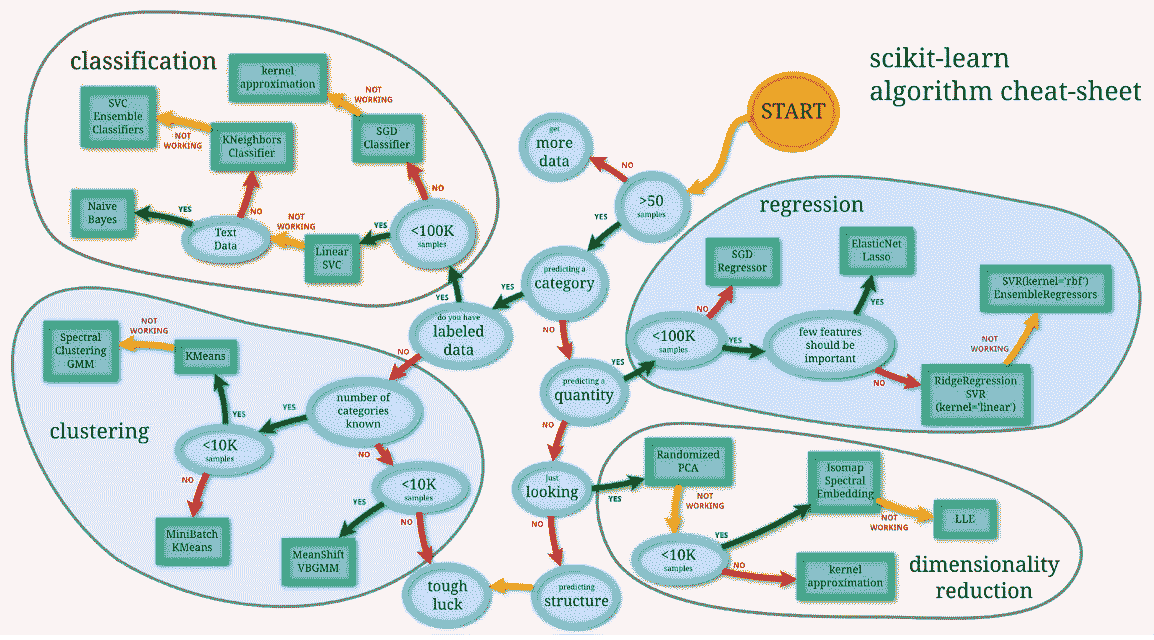 scikit-learn
algorithm cheat-sheet
START
classification
kernel
approximation
NOT
WORKING
SVC
Ensemble
Classifiers
NOT
WORKING
KNeighbors
Classifier
SGD
Classifier
NO
Naive
Bayes
YES
Text
Data
NO
NOT
WORKING
Linear
SVC
YES
<100K
samples
YES
get
more
data
NO
>50
samples
YES
predicting a
category
YES
NO
do you have
labeled
data
NO
predicting a
quantity
YES
NO
just
looking
YES
NO
predicting
structure
tough
luck
regression
SGD
Regressor
NO
<100K
samples
YES
ElasticNet
Lasso
YES
few features
should be
important
NO
SVR(kernel='rbf')
EnsembleRegressors
NOT
WORKING
RidgeRegression
SVR
(kernel='linear')
clustering
Spectral
Clustering
GMM
NOT
WORKING
KMeans
YES
<10K
samples
NO
MiniBatch
KMeans
YES
number of
categories
known
NO
<10K
samples
YES
NO
MeanShift
VBGMM
Randomized
PCA
NOT
WORKING
<10K
samples
YES
NO
Isomap
Spectral
Embedding
NOT
WORKING
LLE
kernel
approximation
dimensionality
reduction